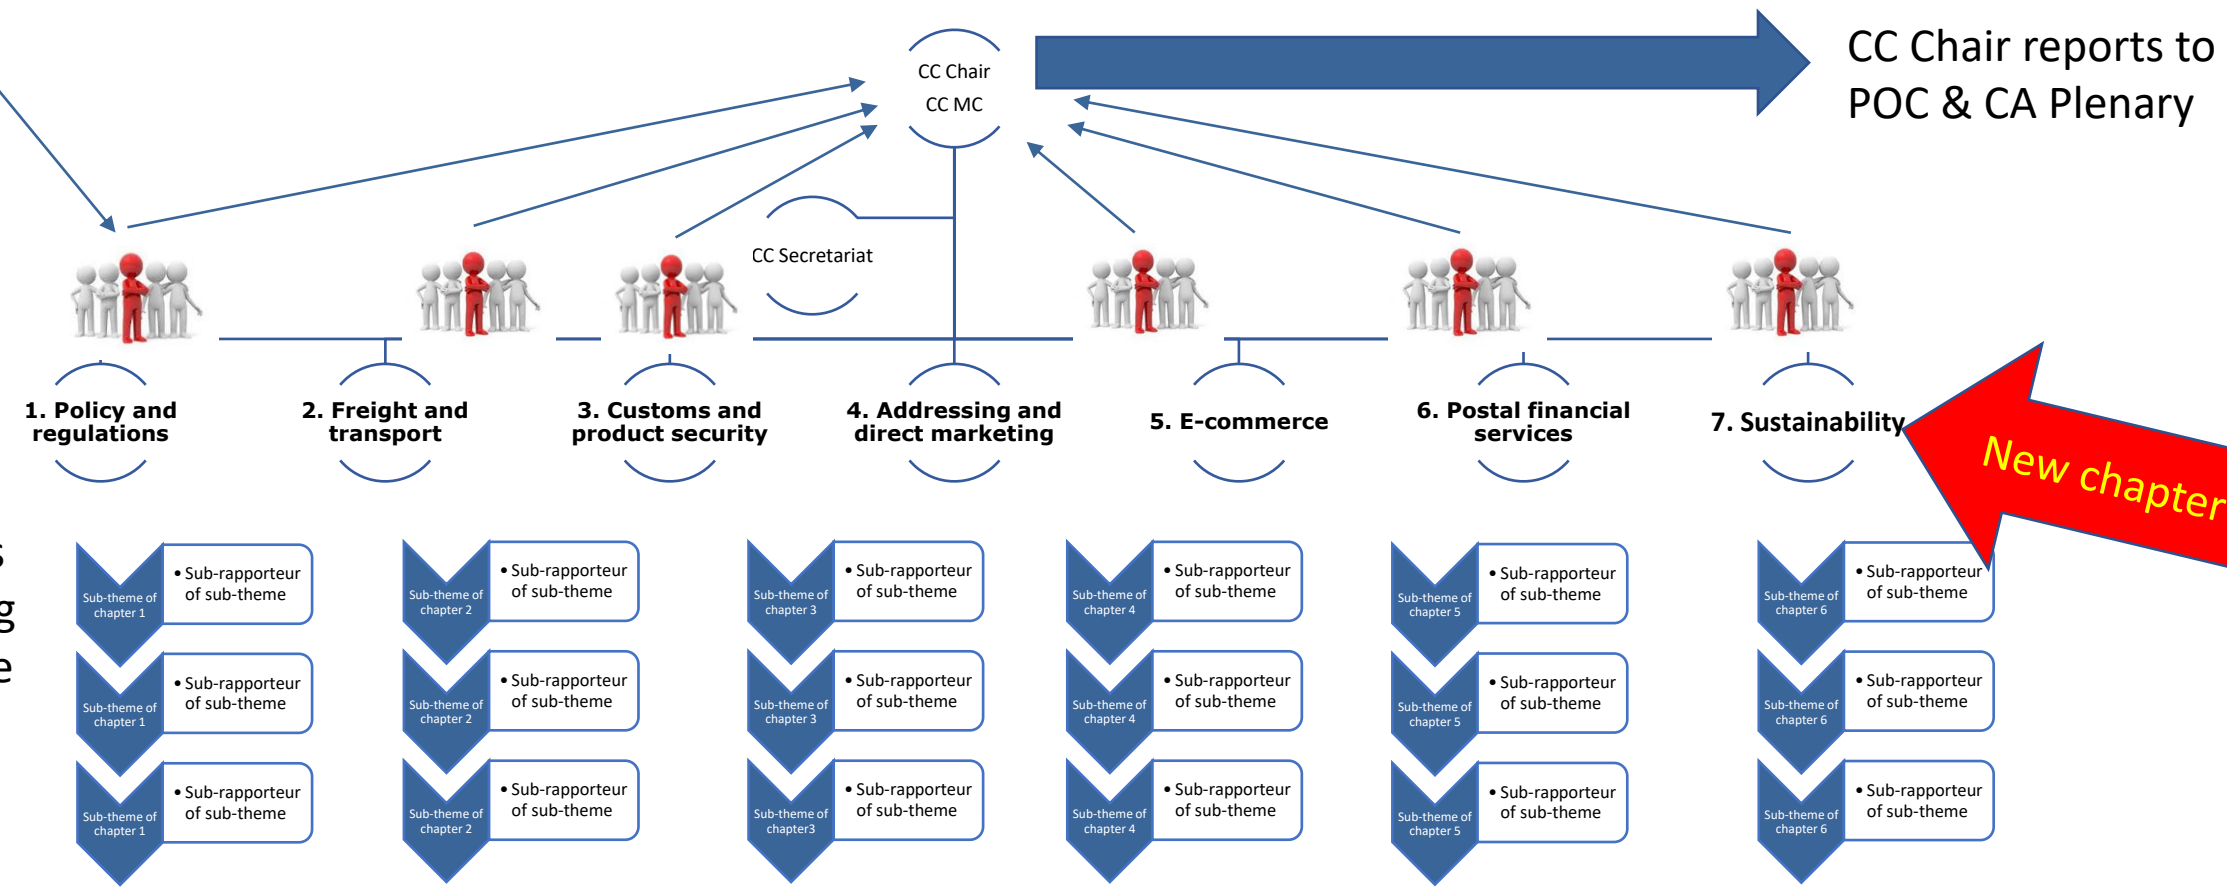 CC Chair reports to
POC & CA Plenary
CC Chair
CC MC
CC Secretariat
1. Policy and
regulations
2. Freight and
transport
3. Customs and
product security
4. Addressing and
direct marketing
5. E-commerce
6. Postal financial
services
7. Sustainability
New chapter
s
g
e
Sub-theme of
chapter 1
• Sub-rapporteur
of sub-theme
Sub-theme of
chapter 2
• Sub-rapporteur
of sub-theme
Sub-theme of
chapter 3
• Sub-rapporteur
of sub-theme
Sub-theme of
chapter 4
• Sub-rapporteur
of sub-theme
Sub-theme of
chapter 5
• Sub-rapporteur
of sub-theme
Sub-theme of
chapter 6
• Sub-rapporteur
of sub-theme
Sub-theme of
chapter 1
• Sub-rapporteur
of sub-theme
Sub-theme of
chapter 2
• Sub-rapporteur
of sub-theme
Sub-theme of
chapter 3
• Sub-rapporteur
of sub-theme
Sub-theme of
chapter 4
• Sub-rapporteur
of sub-theme
Sub-theme of
chapter 5
• Sub-rapporteur
of sub-theme
Sub-theme of
chapter 6
• Sub-rapporteur
of sub-theme
Sub-theme of
chapter 1
• Sub-rapporteur
of sub-theme
Sub-theme of
chapter 2
• Sub-rapporteur
of sub-theme
Sub-theme of
chapter3
• Sub-rapporteur
of sub-theme
Sub-theme of
chapter 4
• Sub-rapporteur
of sub-theme
Sub-theme of
chapter 5
• Sub-rapporteur
of sub-theme
Sub-theme of
chapter 6
• Sub-rapporteur
of sub-theme